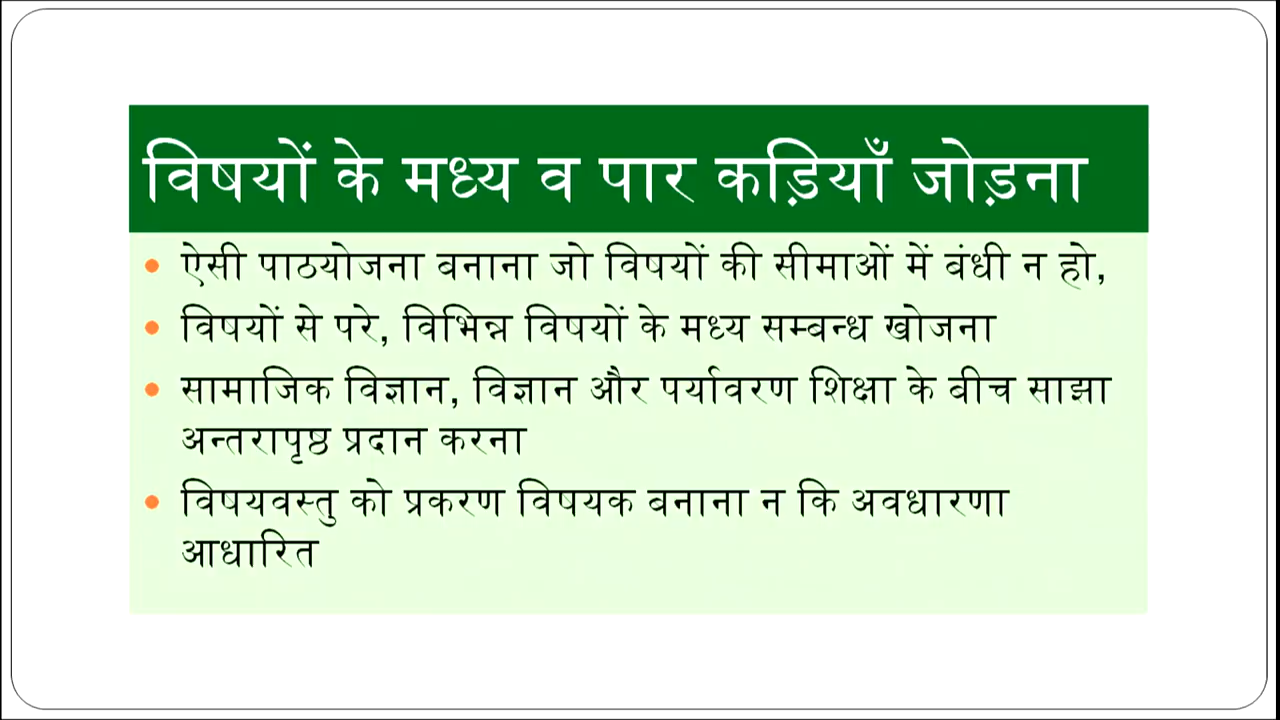 विषयों के मध्य व पार कड़ियाँ जोड़ना
ऐसी पाठयोजना बनाना जो विषयों की सीमाओं में बंधी न हो,
विषयों से परे, विभिन्न विषयों के मध्य सम्बन्ध खोजना
सामाजिक विज्ञान, विज्ञान और पर्यावरण शिक्षा के बीच साझा
अन्तरापृष्ठ प्रदान करना
विषयवस्तु को प्रकरण विषयक बनाना न कि अवधारणा
आधारित